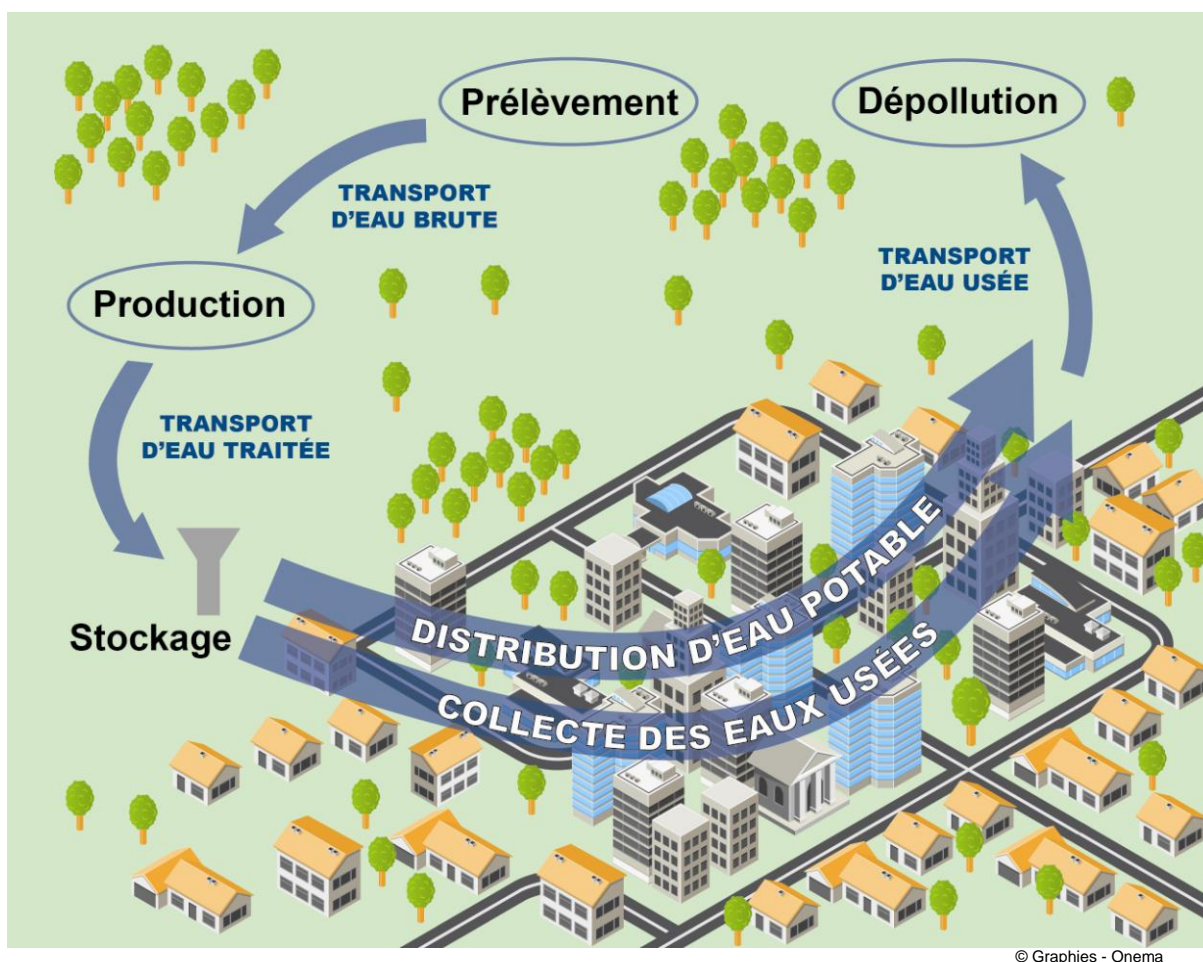 Prélèvement
Dépollution
TRANSPORT
D'EAU BRUTE
TRANSPORT
D'EAU USÉE
Production
TRANSPORT
D'EAU TRAITÉE
Stockage
DISTRIBUTION D'EAU POTABLE
COLLECTE DES EAUX USÉES
© Graphies - Onema